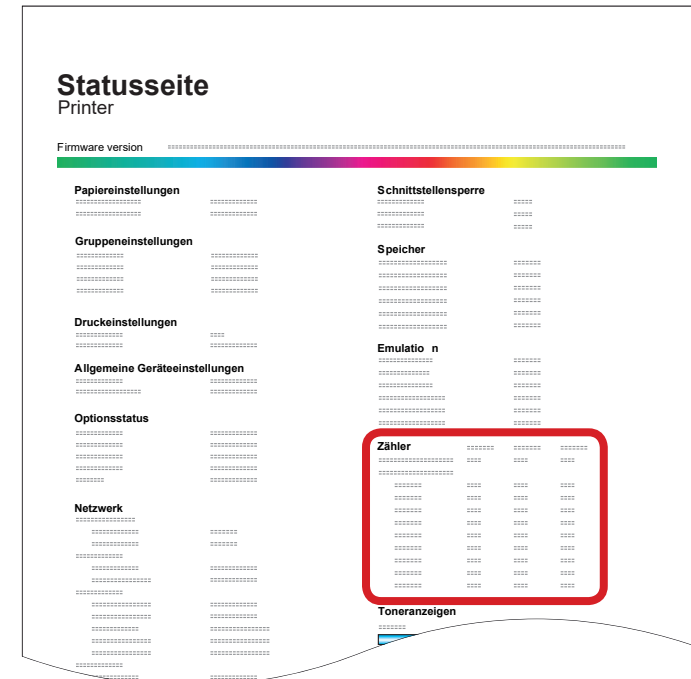 Statusseite
Printer
Firmware version
Papiereinstellungen
Gruppeneinstellungen
Druckeinstellungen
Allgemeine Geräteeinstellungen
Optionsstatus
Netzwerk
Schnittstellensperre
Speicher
Emulatio n
Zähler
Toneranzeigen